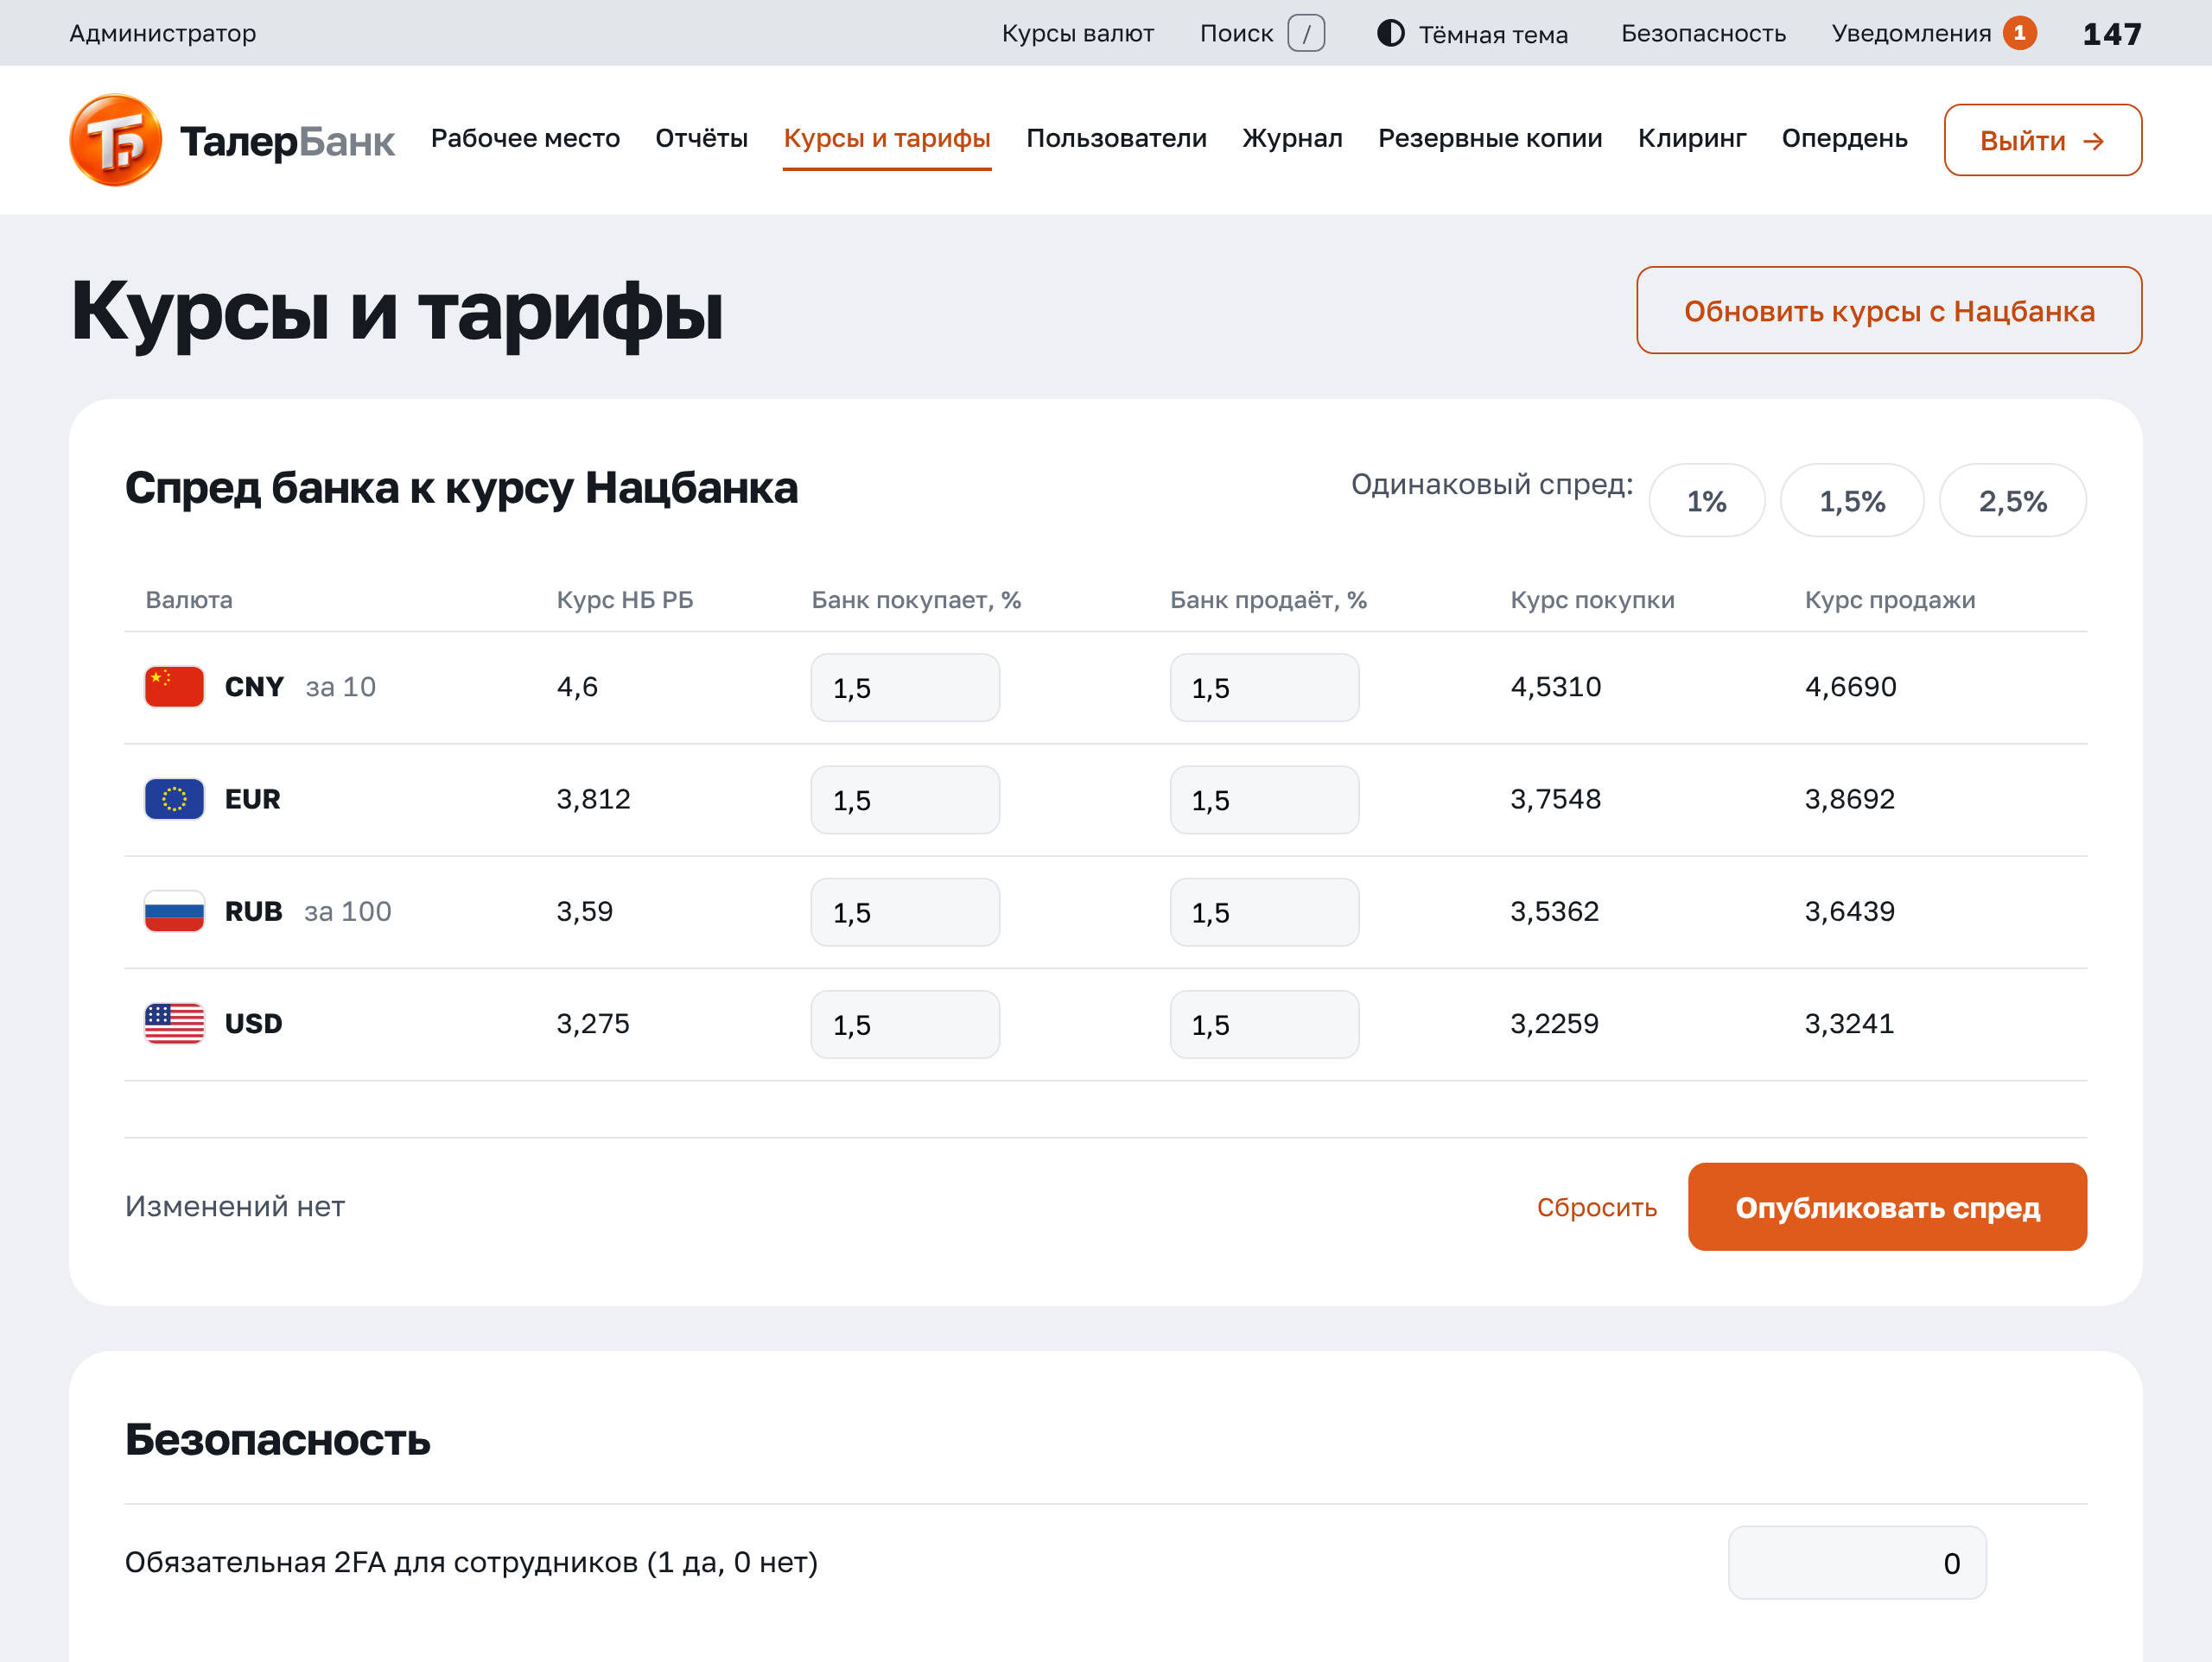 Администратор Курсы валют Поиск / Тёмная тема Безопасность Уведомления 1 147
ТБ ТалерБанк Рабочее место Отчёты Курсы и тарифы Пользователи Журнал Резервные копии Клиринг Опердень Выйти →
Курсы и тарифы Обновить курсы с Нацбанка
Спред банка к курсу Нацбанка Одинаковый спред: 1% 1,5% 2,5%
Валюта Курс НБ РБ Банк покупает, % Банк продаёт, % Курс покупки Курс продажи
CNY за 10 4,6 1,5 1,5 4,5310 4,6690
EUR 3,812 1,5 1,5 3,7548 3,8692
RUB за 100 3,59 1,5 1,5 3,5362 3,6439
USD 3,275 1,5 1,5 3,2259 3,3241
Изменений нет Сбросить Опубликовать спред
Безопасность
Обязательная 2FA для сотрудников (1 да, 0 нет) 0